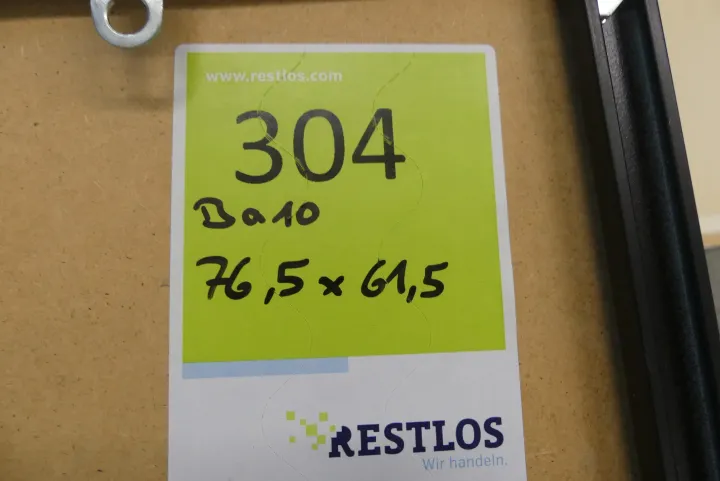 www.restlos.com
304
Ba10
76,5 x 61,5
RESTLOS
Wir handeln.